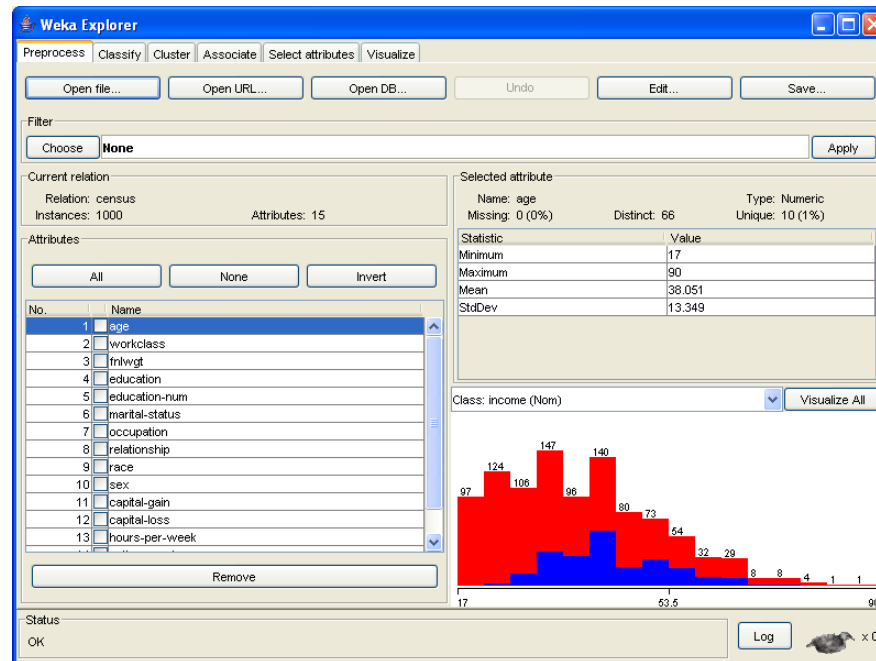 Weka Explorer
Preprocess Classify Cluster Associate Select attributes Visualize
Open file... Open URL... Open DB... Undo Edit... Save...
Filter
Choose None Apply
Current relation
Relation: census
Instances: 1000 Attributes: 15
Attributes
All None Invert
No. Name
1 age
2 workclass
3 fnlwgt
4 education
5 education-num
6 marital-status
7 occupation
8 relationship
9 race
10 sex
11 capital-gain
12 capital-loss
13 hours-per-week
Remove
Selected attribute
Name: age Type: Numeric
Missing: 0 (0%) Distinct: 66 Unique: 10 (1%)
Statistic Value
Minimum 17
Maximum 90
Mean 38.051
StdDev 13.349
Class: income (Nom) Visualize All
97 124 106 147 96 140 80 73 54 32 29 8 8 4 1 1
17 53.5
Status
OK
Log x 0